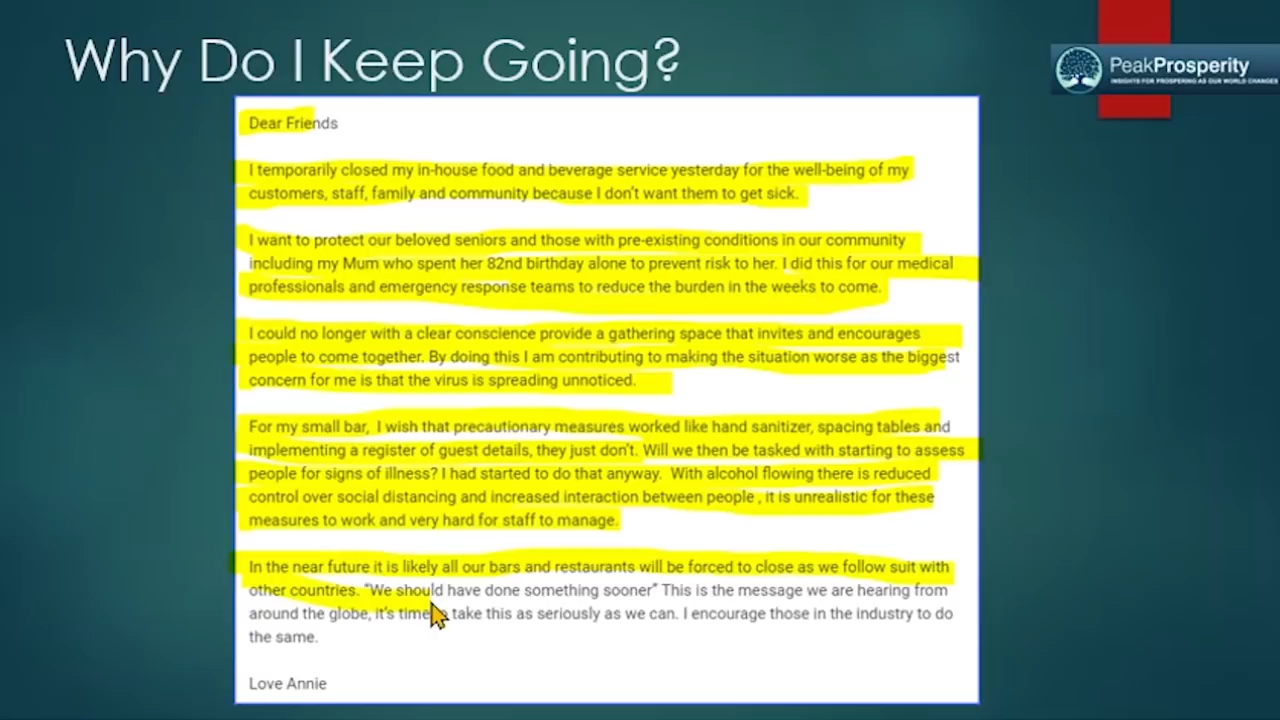 Why Do I Keep Going?
PeakProsperity
INSIGHTS FOR PROSPERING AS OUR WORLD CHANGES
Dear Friends
I temporarily closed my in-house food and beverage service yesterday for the well-being of my
customers, staff, family and community because I don't want them to get sick.
I want to protect our beloved seniors and those with pre-existing conditions in our community
including my Mum who spent her 82nd birthday alone to prevent risk to her. I did this for our medical
professionals and emergency response teams to reduce the burden in the weeks to come.
I could no longer with a clear conscience provide a gathering space that invites and encourages
people to come together. By doing this I am contributing to making the situation worse as the biggest
concern for me is that the virus is spreading unnoticed.
For my small bar, I wish that precautionary measures worked like hand sanitizer, spacing tables and
implementing a register of guest details, they just don't. Will we then be tasked with starting to assess
people for signs of illness? I had started to do that anyway. With alcohol flowing there is reduced
control over social distancing and increased interaction between people , it is unrealistic for these
measures to work and very hard for staff to manage.
In the near future it is likely all our bars and restaurants will be forced to close as we follow suit with
other countries. "We should have done something sooner" This is the message we are hearing from
around the globe, it's time take this as seriously as we can. I encourage those in the industry to do
the same.
Love Annie